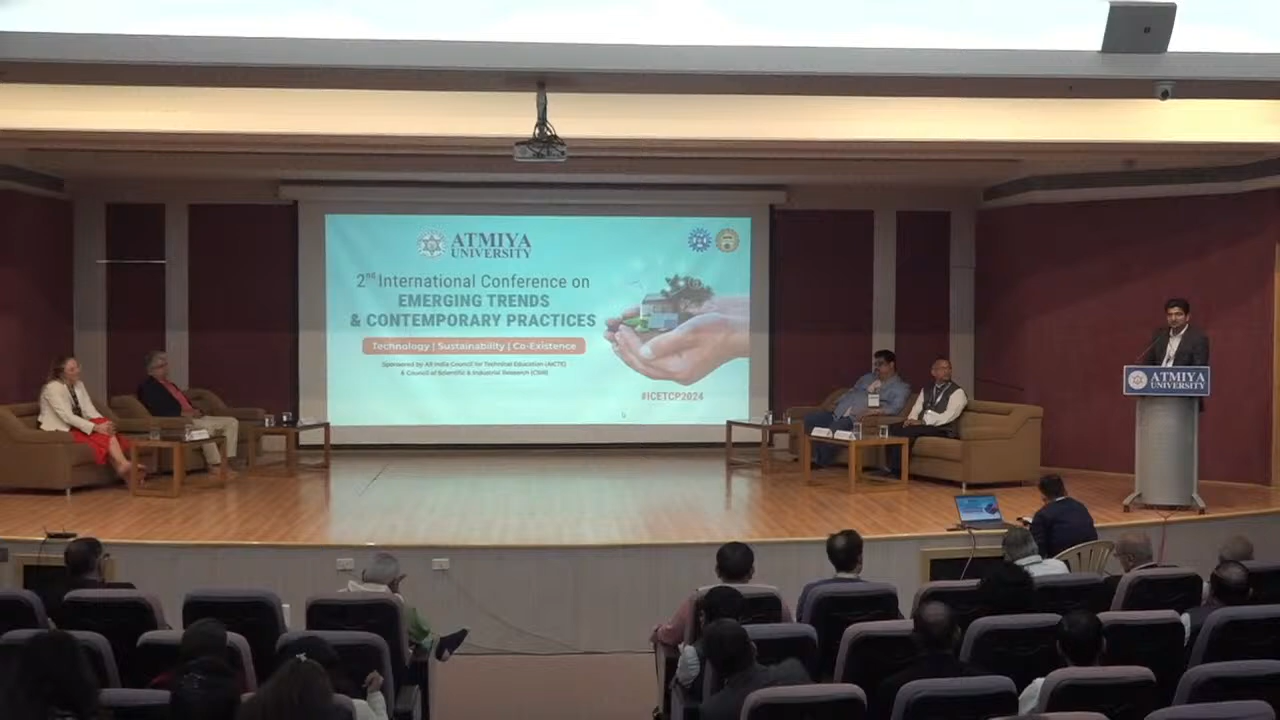 ATMIYA
UNIVERSITY
2nd International Conference on
EMERGING TRENDS
& CONTEMPORARY PRACTICES
Technology | Sustainability | Co-Existence
Sponsored by All India Council for Technical Education (AICTE)
& Council of Scientific & Industrial Research (CSIR)
#ICETCP2024
ATMIYA
UNIVERSITY